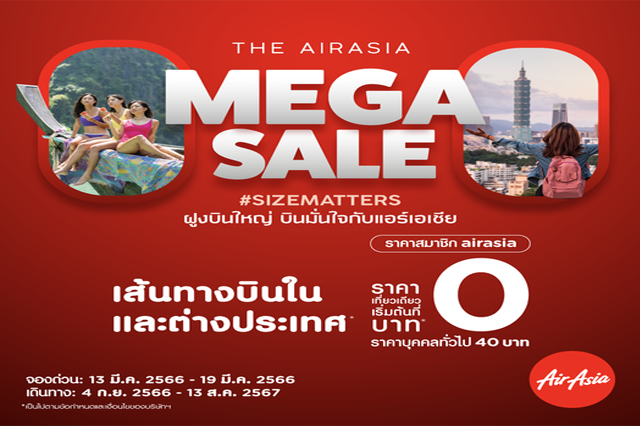 THE AIRASIA
MEGA
SALE
#SIZEMATTERS
ฝูงบินใหญ่ บินมั่นใจกับแอร์เอเชีย
ราคาสมาชิก airasia
เส้นทางบินใน
และต่างประเทศ*
ราคา
เที่ยวเดียว
เริ่มต้นที่
บาท*
0
ราคาบุคคลทั่วไป 40 บาท
จองด่วน: 13 มี.ค. 2566 - 19 มี.ค. 2566
เดินทาง: 4 ก.ย. 2566 - 13 ส.ค. 2567
*เป็นไปตามข้อกำหนดและเงื่อนไขของบริษัทฯ
AirAsia